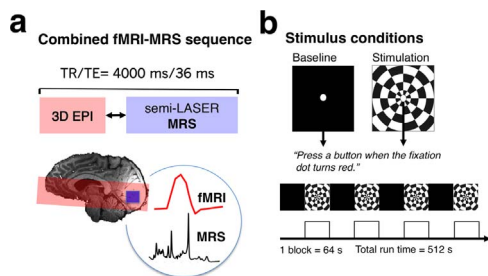 a
Combined fMRI-MRS sequence
TR/TE= 4000 ms/36 ms
3D EPI
semi-LASER
MRS
fMRI
MRS
b
Stimulus conditions
Baseline
Stimulation
"Press a button when the fixation
dot turns red."
1 block = 64 s
Total run time = 512 s